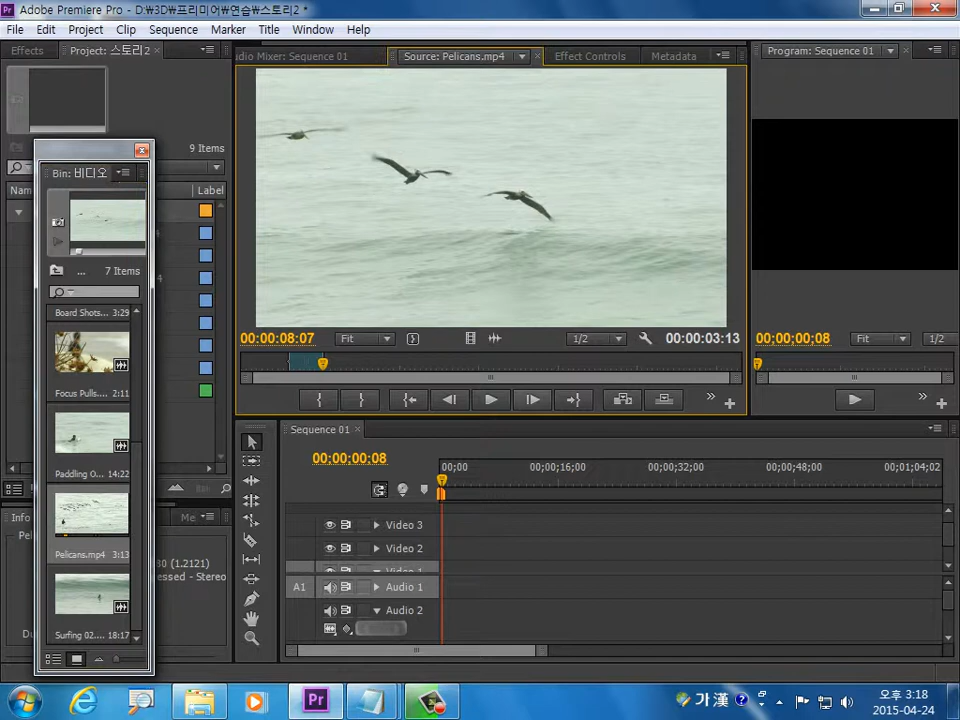 Adobe Premiere Pro - D:₩3D₩프리미어₩연습₩스토리2 *
File Edit Project Clip Sequence Marker Title Window Help
Effects Project: 스토리2
dio Mixer: Sequence 01 Source: Pelicans.mp4 Effect Controls Metadata
Program: Sequence 01
9 Items
Nam Label
Bin: 비디오
... 7 Items
Board Shots... 3:29
Focus Pulls.... 2:11
Paddling O... 14:22
Pelicans.mp4 3:13
Surfing 02.... 18:17
00:00:08:07 Fit 1/2 00:00:03:13
00;00;00;08 Fit 1/2
Sequence 01
00;00;00;08
00;00 00;00;16;00 00;00;32;00 00;00;48;00 00;01;04;02
Video 3
Video 2
Video 1
A1 Audio 1
Audio 2
Info Me
Pel
80 (1.2121)
essed - Stereo
Du
Pr 가 漢
오후 3:18
2015-04-24